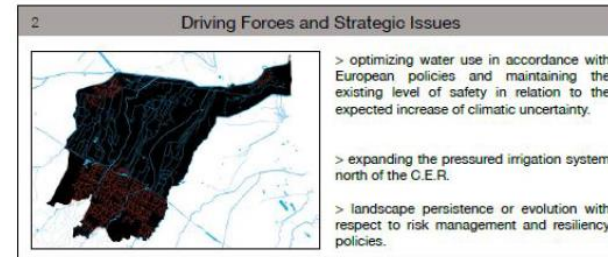 2
Driving Forces and Strategic Issues
> optimizing water use in accordance with
European policies and maintaining the
existing level of safety in relation to the
expected increase of climatic uncertainty.
> expanding the pressured irrigation system
north of the C.E.R.
> landscape persistence or evolution with
respect to risk management and resiliency
policies.